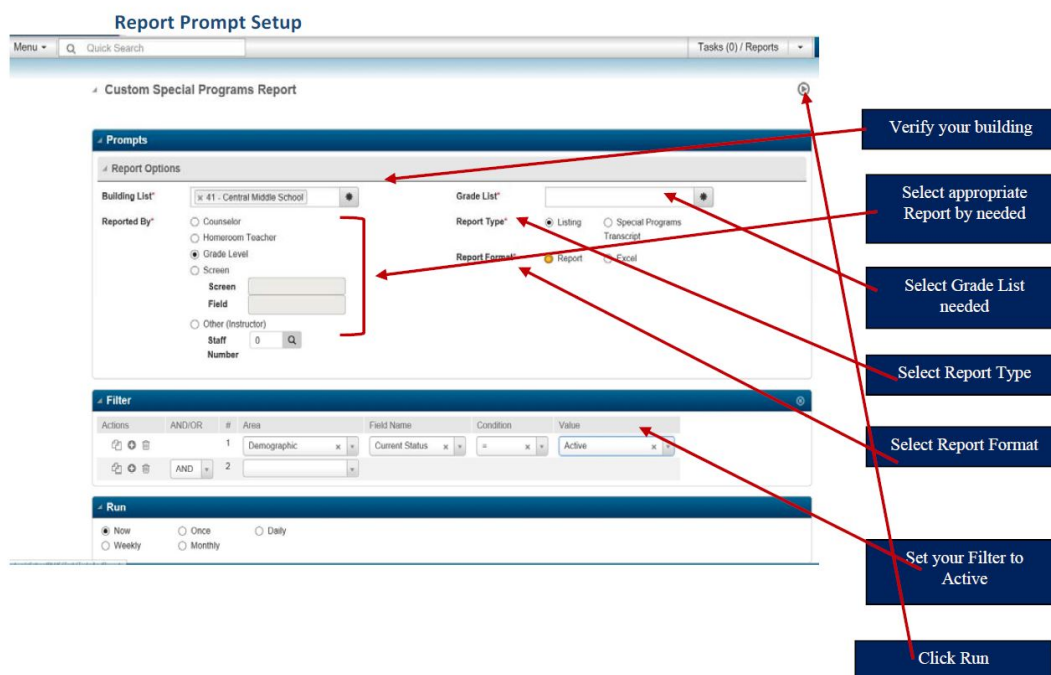 Report Prompt Setup
Menu Quick Search Tasks (0) / Reports
Custom Special Programs Report
Prompts
Report Options
Building List* x 41 - Central Middle School Grade List*
Reported By* Counselor Report Type* Listing Special Programs
Homeroom Teacher Transcript
Grade Level Report Format* Report Excel
Screen
Screen
Field
Other (Instructor)
Staff 0
Number
Filter
Actions AND/OR # Area Field Name Condition Value
1 Demographic x Current Status x = x Active x
AND 2
Run
Now Once Daily
Weekly Monthly
Verify your building
Select appropriate
Report by needed
Select Grade List
needed
Select Report Type
Select Report Format
Set your Filter to
Active
Click Run